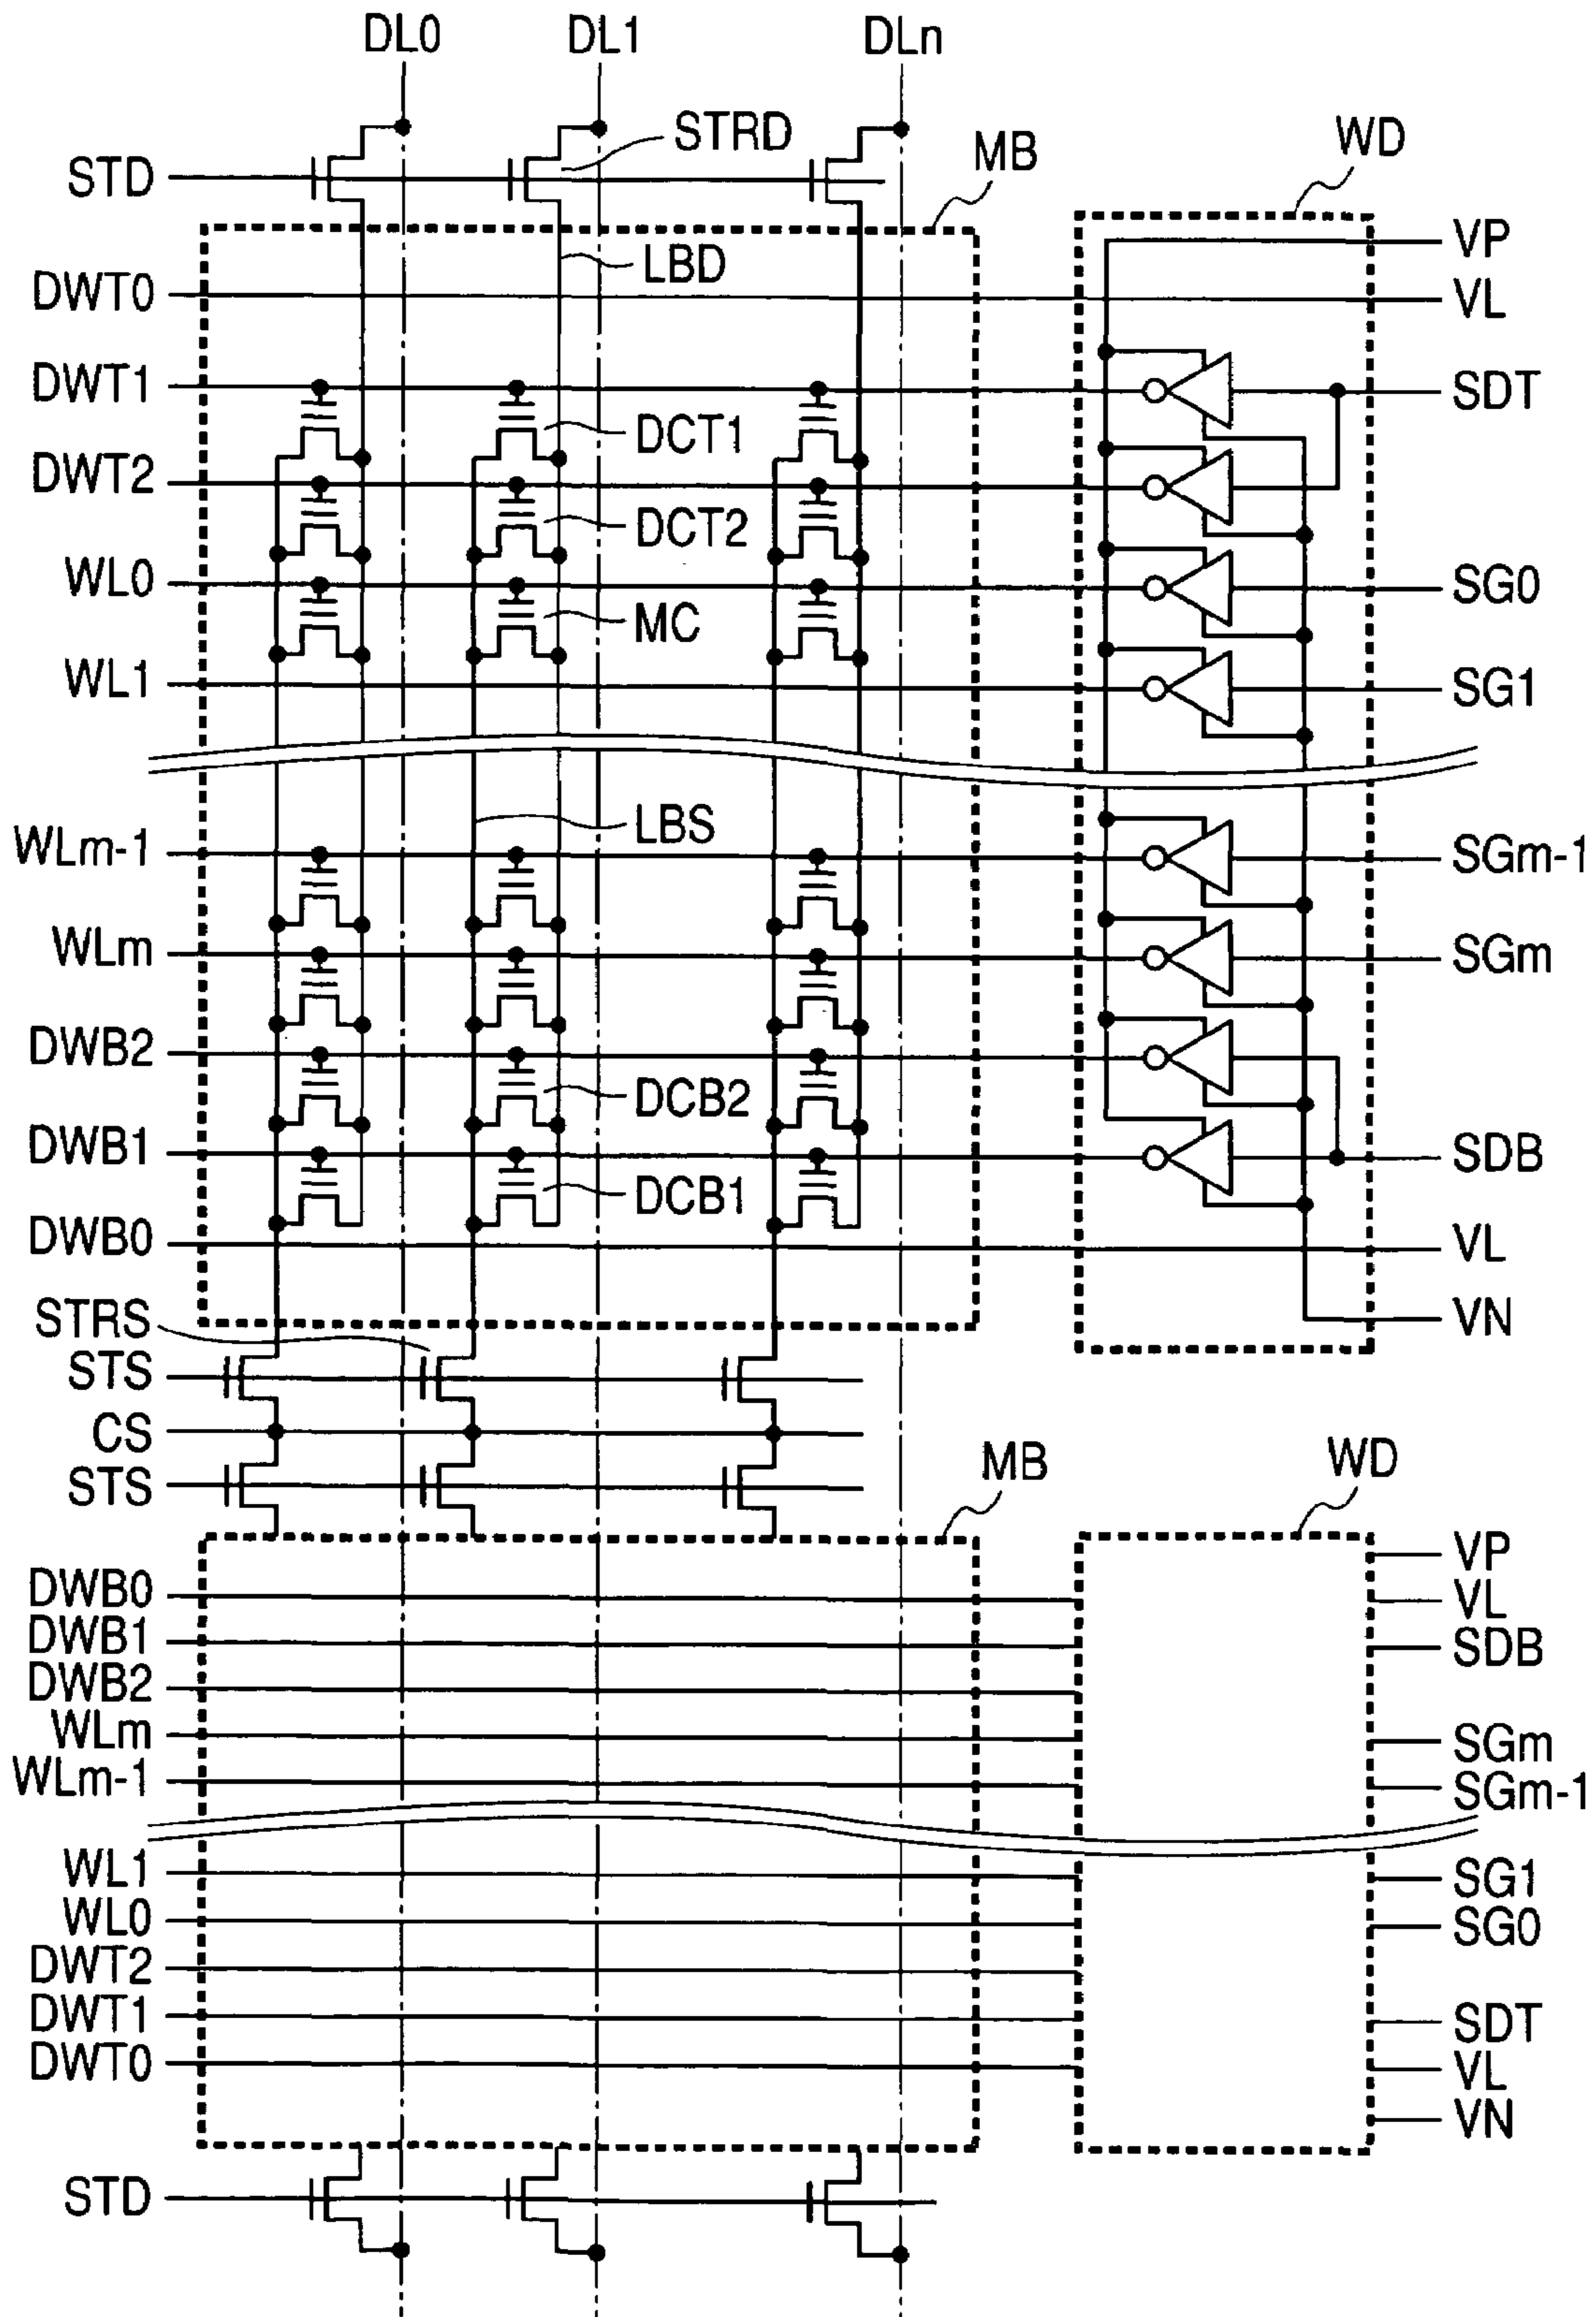 DL0 DL1 DLn
STD STRD MB WD
VP
LBD
DWT0 VL
DWT1 SDT
DCT1
DWT2
DCT2
WL0 SG0
MC
WL1 SG1
LBS
WLm-1 SGm-1
WLm SGm
DWB2
DCB2
DWB1 SDB
DCB1
DWB0 VL
STRS VN
STS
CS
STS MB WD
VP
DWB0 VL
DWB1 SDB
DWB2
WLm SGm
WLm-1 SGm-1
WL1 SG1
WL0 SG0
DWT2
DWT1 SDT
DWT0 VL
VN
STD